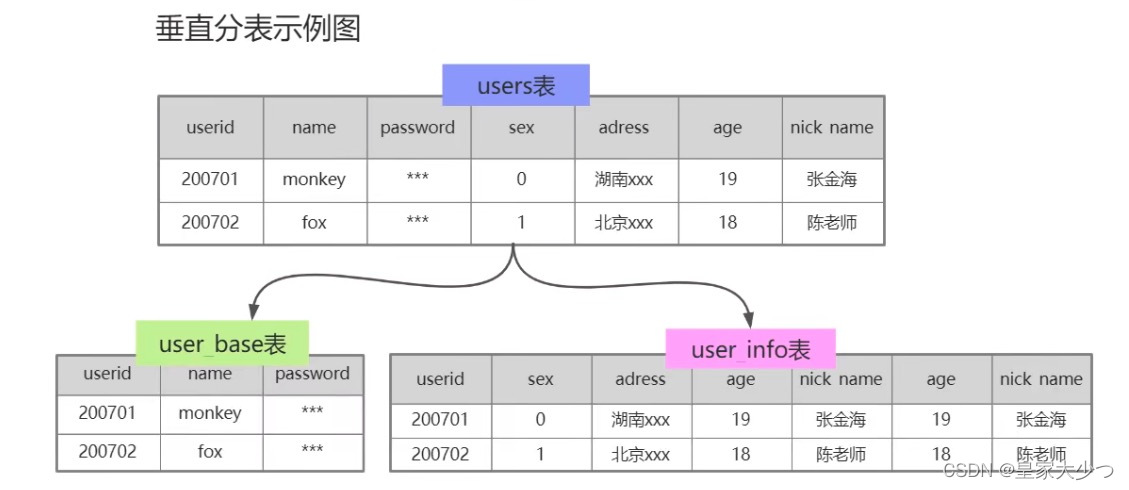 垂直分表示例图
users表
userid name password sex adress age nick name
200701 monkey *** 0 湖南xxx 19 张金海
200702 fox *** 1 北京xxx 18 陈老师
user_base表
userid name password
200701 monkey ***
200702 fox ***
user_info表
userid sex adress age nick name age nick name
200701 0 湖南xxx 19 张金海 19 张金海
200702 1 北京xxx 18 陈老师 18 陈老师
CSDN @皇家大少つ